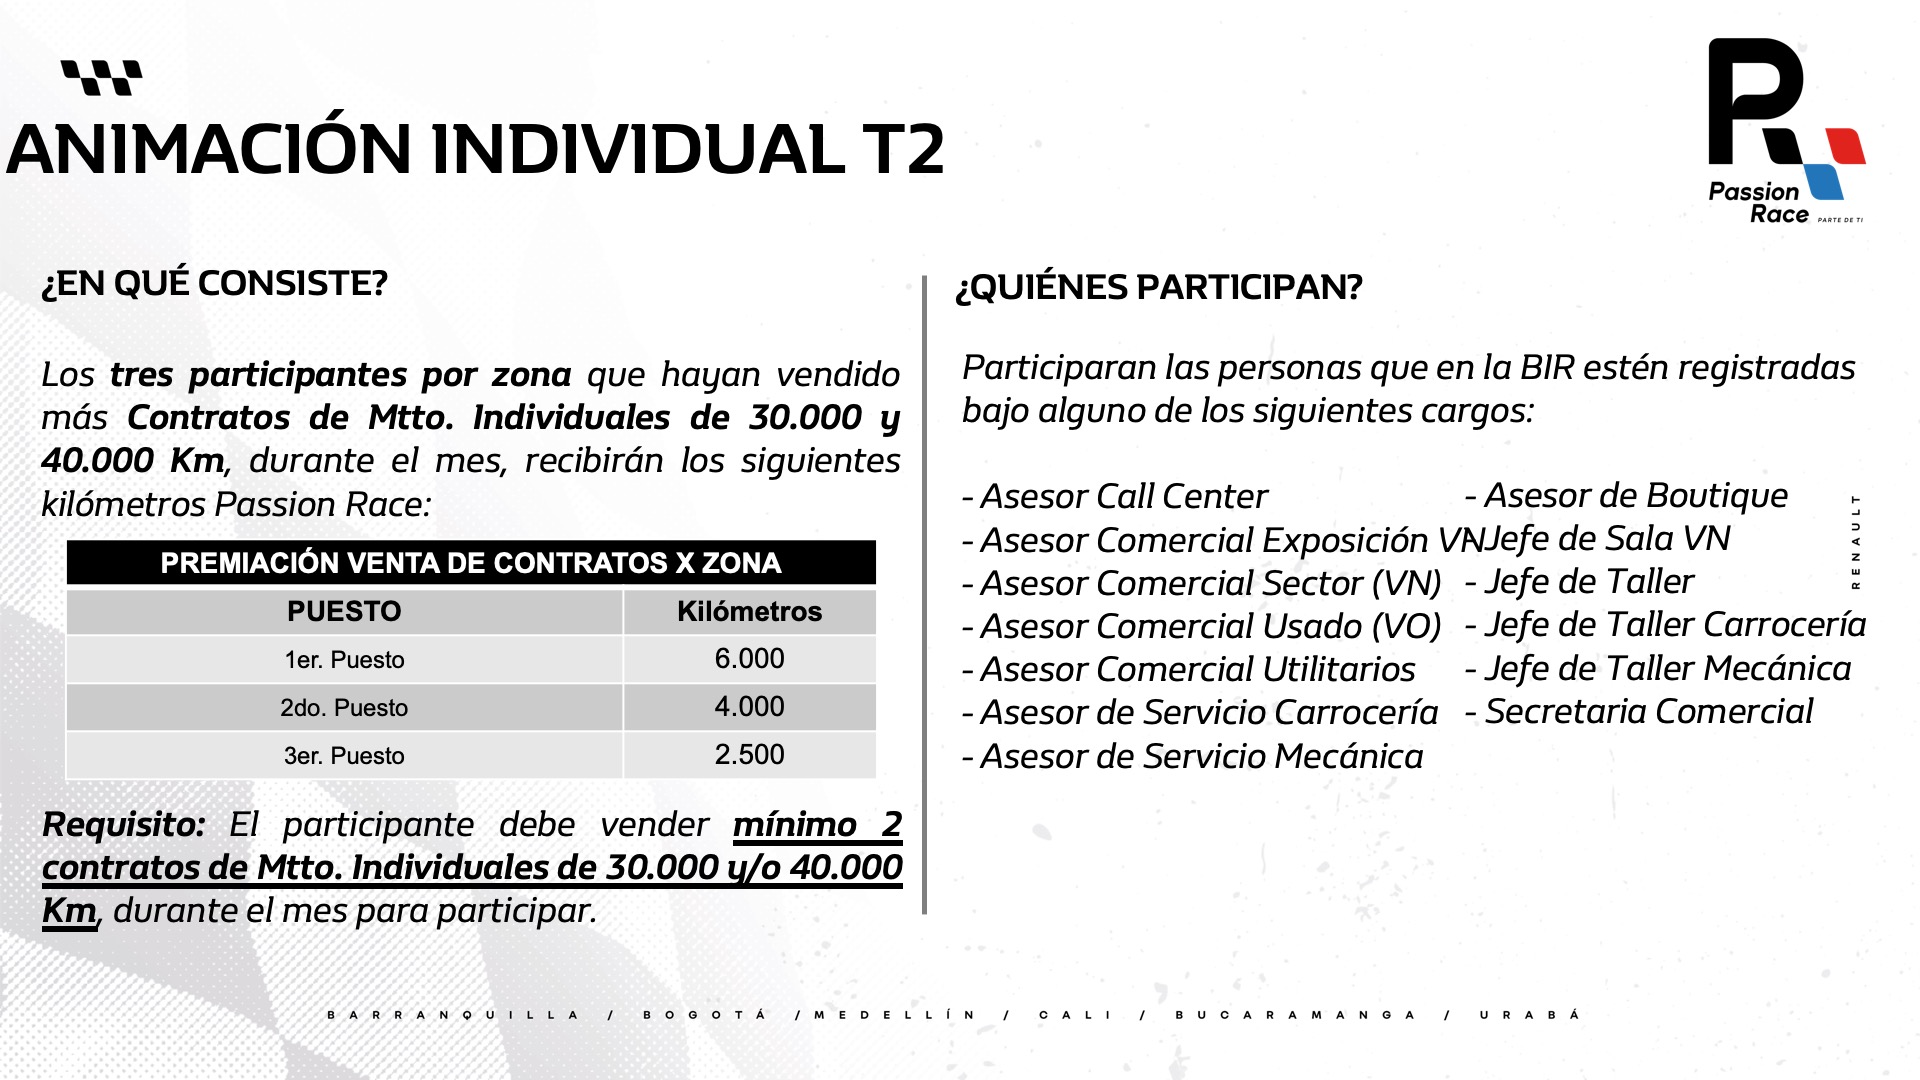 ANIMACIÓN INDIVIDUAL T2
Passion
Race PARTE DE TI
¿EN QUÉ CONSISTE?
Los tres participantes por zona que hayan vendido
más Contratos de Mtto. Individuales de 30.000 y
40.000 Km, durante el mes, recibirán los siguientes
kilómetros Passion Race:
PREMIACIÓN VENTA DE CONTRATOS X ZONA
PUESTO Kilómetros
1er. Puesto 6.000
2do. Puesto 4.000
3er. Puesto 2.500
Requisito: El participante debe vender mínimo 2
contratos de Mtto. Individuales de 30.000 y/o 40.000
Km, durante el mes para participar.
¿QUIÉNES PARTICIPAN?
Participaran las personas que en la BIR estén registradas
bajo alguno de los siguientes cargos:
- Asesor Call Center
- Asesor Comercial Exposición VN
- Asesor Comercial Sector (VN)
- Asesor Comercial Usado (VO)
- Asesor Comercial Utilitarios
- Asesor de Servicio Carrocería
- Asesor de Servicio Mecánica
- Asesor de Boutique
- Jefe de Sala VN
- Jefe de Taller
- Jefe de Taller Carrocería
- Jefe de Taller Mecánica
- Secretaria Comercial
RENAULT
BARRANQUILLA / BOGOTÁ /MEDELLÍN / CALI / BUCARAMANGA / URABÁ